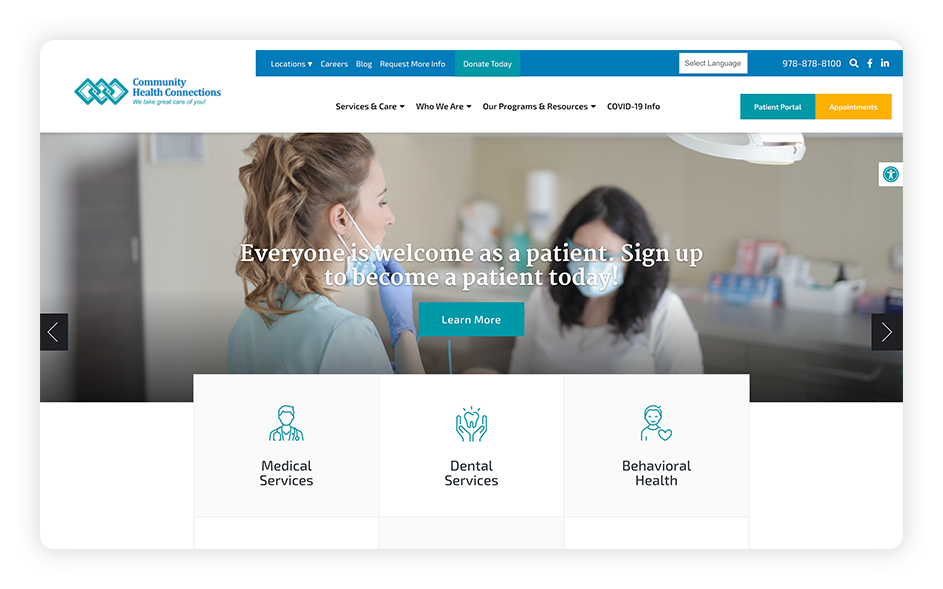 Locations ▾ Careers Blog Request More Info Donate Today Select Language 978-878-8100
Community
Health Connections
We take great care of you!
Services & Care Who We Are Our Programs & Resources COVID-19 Info Patient Portal Appointments
Everyone is welcome as a patient. Sign up
to become a patient today!
Learn More
Medical
Services
Dental
Services
Behavioral
Health